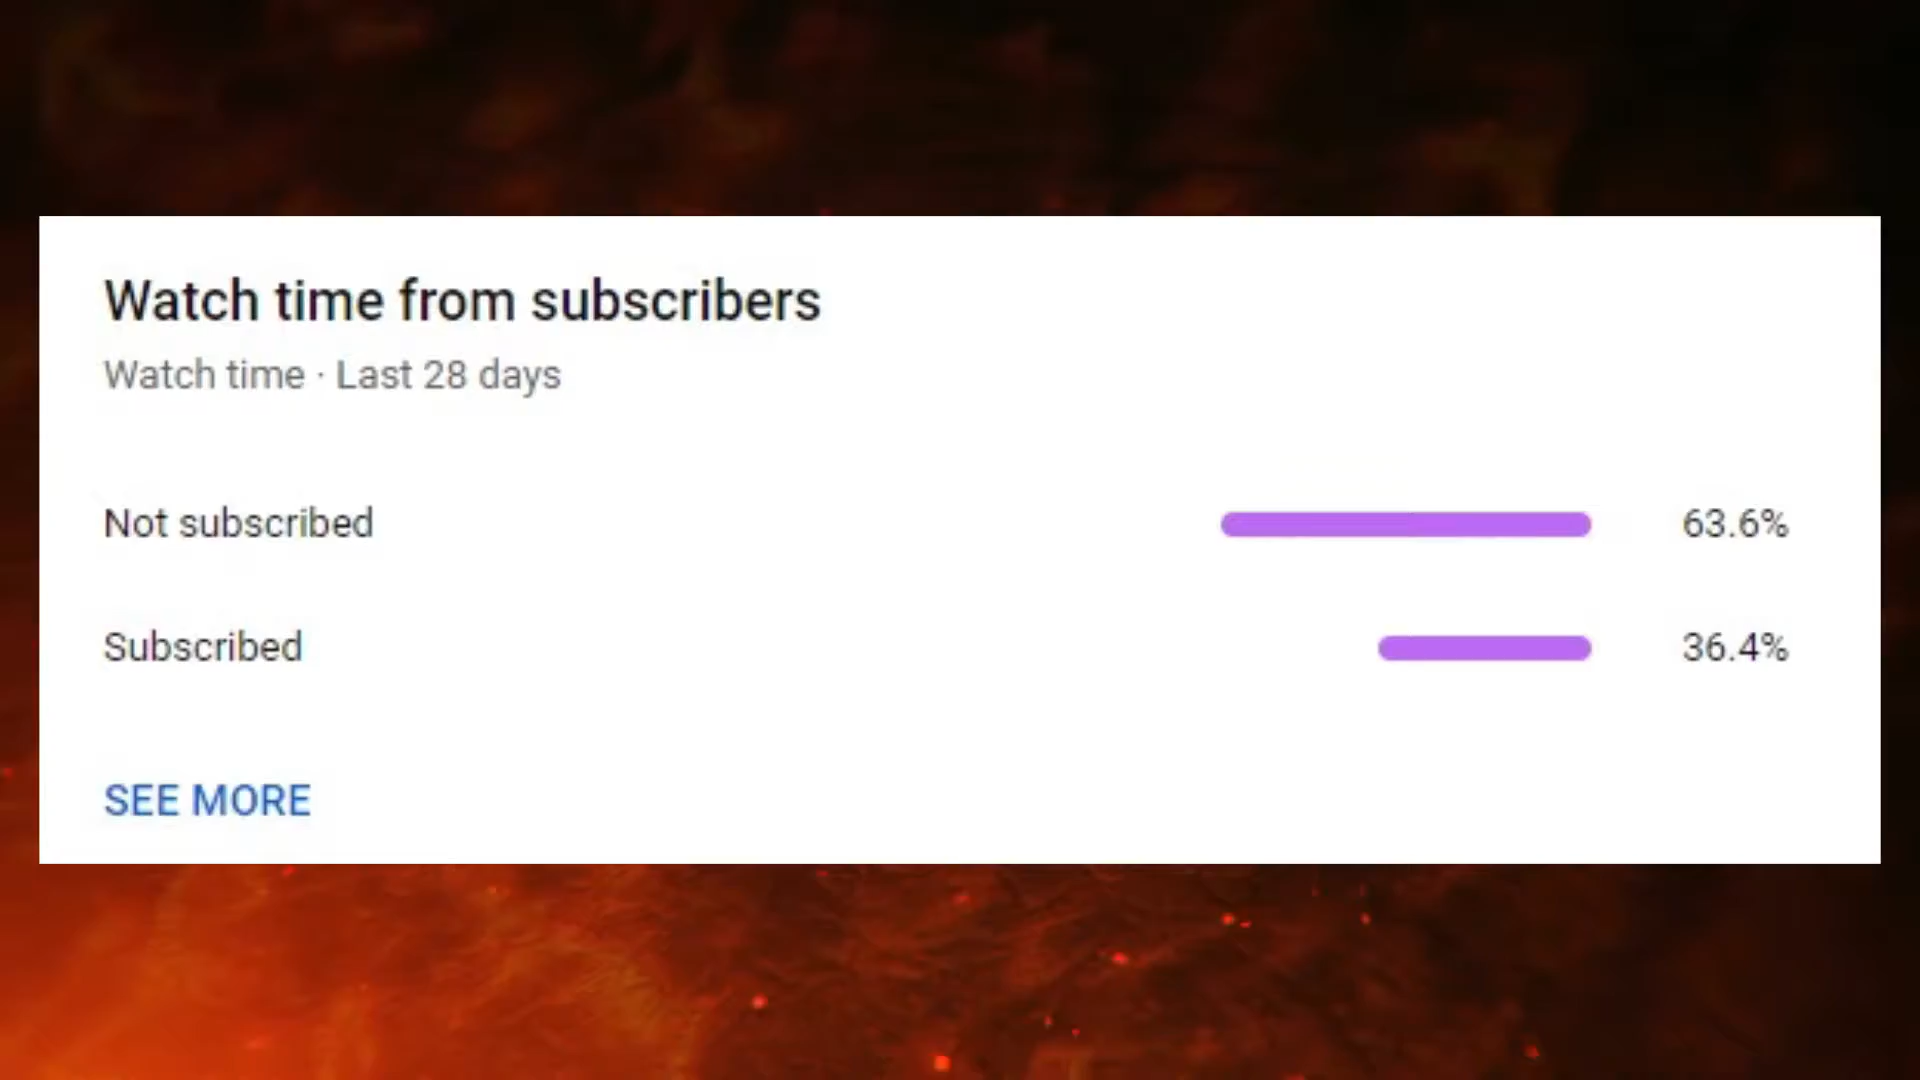 Watch time from subscribers
Watch time · Last 28 days
Not subscribed 63.6%
Subscribed 36.4%
SEE MORE